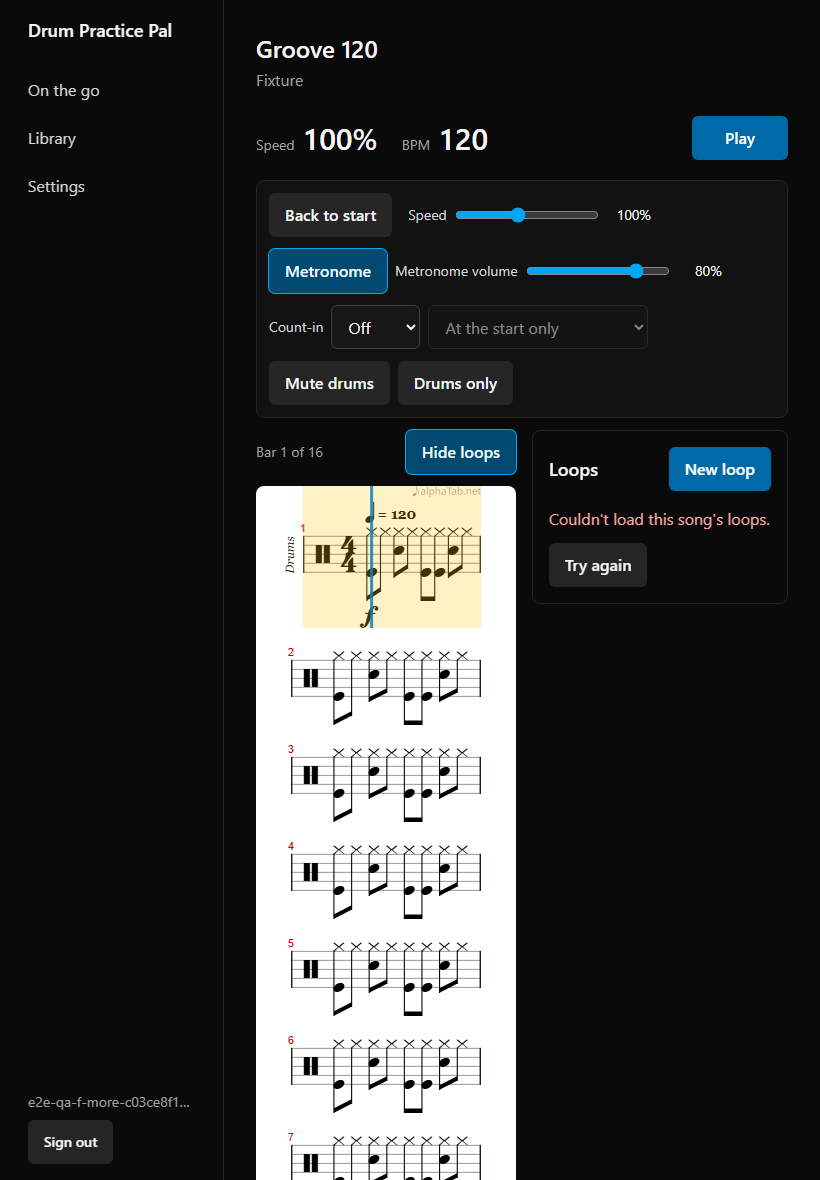 Drum Practice Pal
On the go
Library
Settings
e2e-qa-f-more-c03ce8f1...
Sign out
Groove 120
Fixture
Speed 100% BPM 120
Play
Back to start Speed 100%
Metronome Metronome volume 80%
Count-in Off At the start only
Mute drums Drums only
Bar 1 of 16 Hide loops
alphaTab.net
= 120
1
Drums
4
4
f
2
3
4
5
6
7
Loops New loop
Couldn't load this song's loops.
Try again